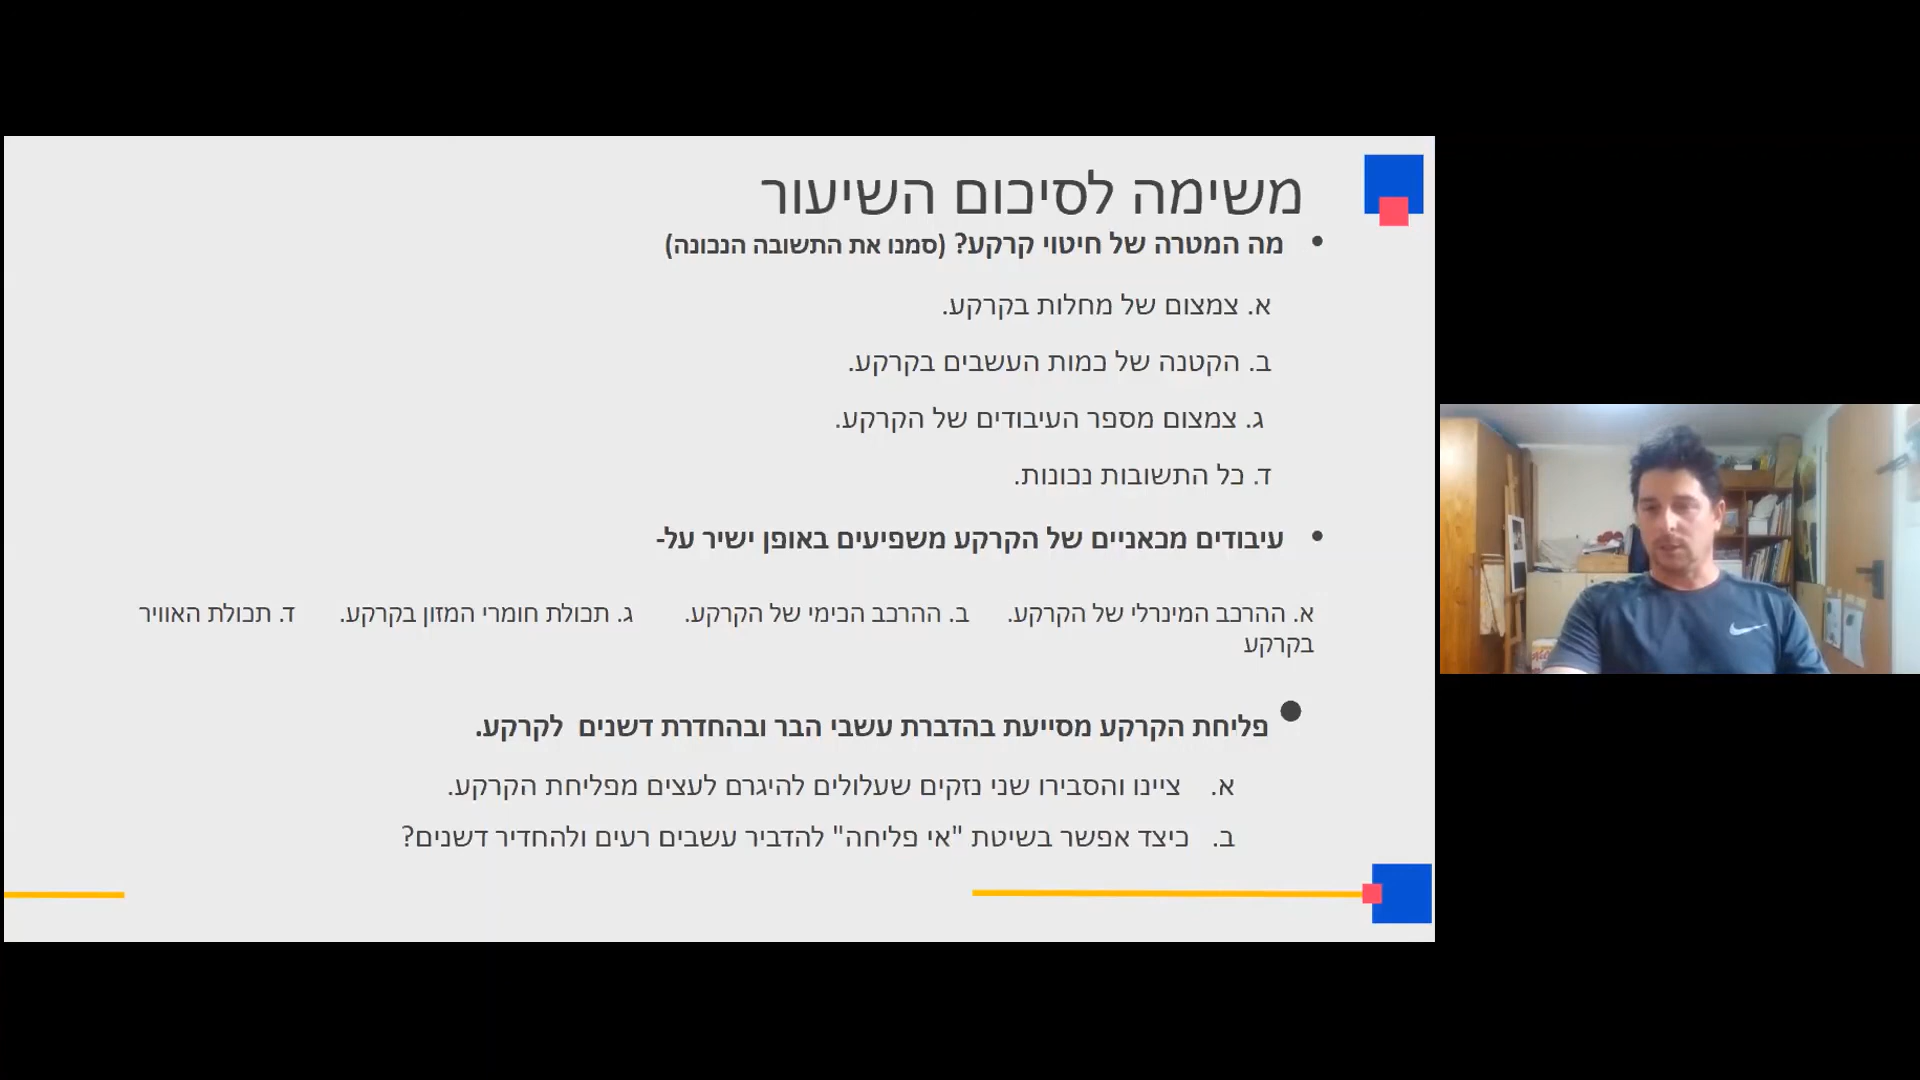 משימה לסיכום השיעור
• מה המטרה של חיטוי קרקע? (סמנו את התשובה הנכונה)
א. צמצום של מחלות בקרקע.
ב. הקטנה של כמות העשבים בקרקע.
ג. צמצום מספר העיבודים של הקרקע.
ד. כל התשובות נכונות.
• עיבודים מכאניים של הקרקע משפיעים באופן ישיר על-
א. ההרכב המינרלי של הקרקע. ב. ההרכב הכימי של הקרקע. ג. תכולת חומרי המזון בקרקע. ד. תכולת האוויר
בקרקע
• פליחת הקרקע מסייעת בהדברת עשבי הבר ובהחדרת דשנים לקרקע.
א. ציינו והסבירו שני נזקים שעלולים להיגרם לעצים מפליחת הקרקע.
ב. כיצד אפשר בשיטת "אי פליחה" להדביר עשבים רעים ולהחדיר דשנים?